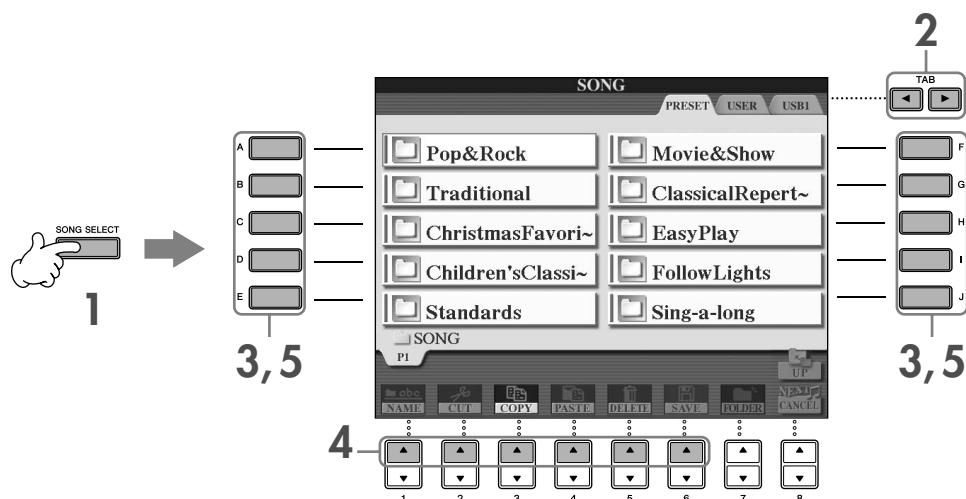 2
TAB
SONG
PRESET USER USB1
A Pop&Rock Movie&Show F
B Traditional ClassicalRepert~ G
SONG SELECT
C ChristmasFavori~ EasyPlay H
D Children'sClassi~ FollowLights I
E Standards Sing-a-long J
1
3, 5
3, 5
SONG
P1
UP
abc
NAME CUT COPY PASTE DELETE SAVE FOLDER NEXT CANCEL
4
1 2 3 4 5 6 7 8